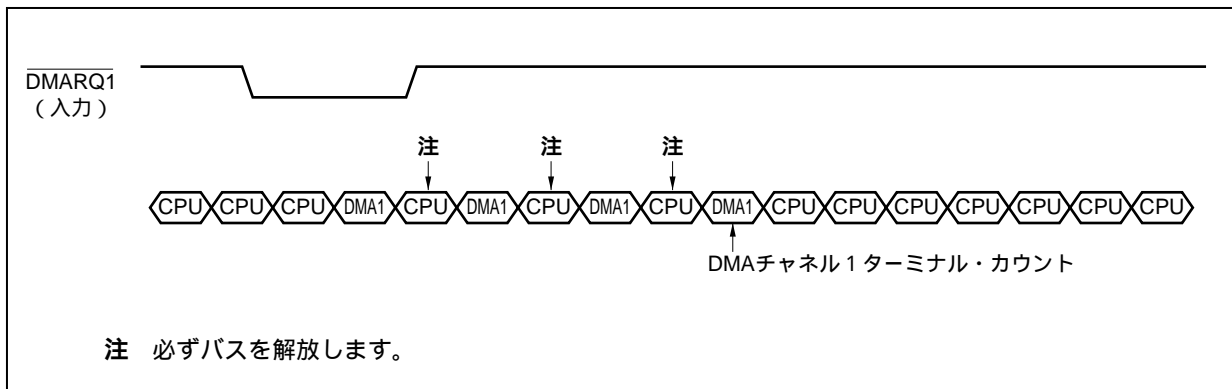 DMARQ1
(入力)
注 注 注
CPU CPU CPU DMA1 CPU DMA1 CPU DMA1 CPU DMA1 CPU CPU CPU CPU CPU CPU CPU
DMAチャネル1ターミナル・カウント
注 必ずバスを解放します。